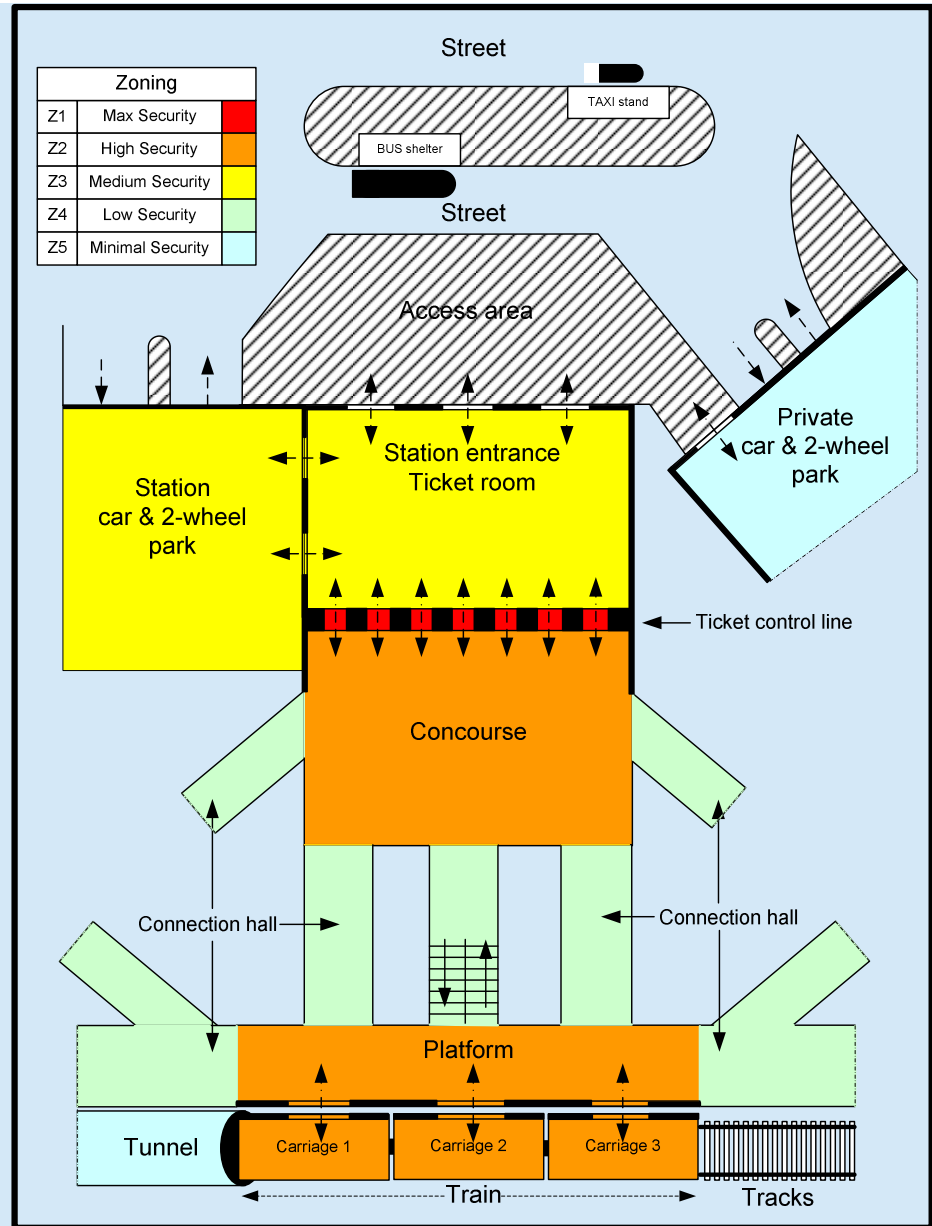 Street
Zoning
Z1 Max Security
Z2 High Security
Z3 Medium Security
Z4 Low Security
Z5 Minimal Security
TAXI stand
BUS shelter
Street
Access area
Private
car & 2-wheel
park
Station entrance
Ticket room
Station
car & 2-wheel
park
Ticket control line
Concourse
Connection hall
Connection hall
Platform
Tunnel
Carriage 1
Carriage 2
Carriage 3
Train
Tracks